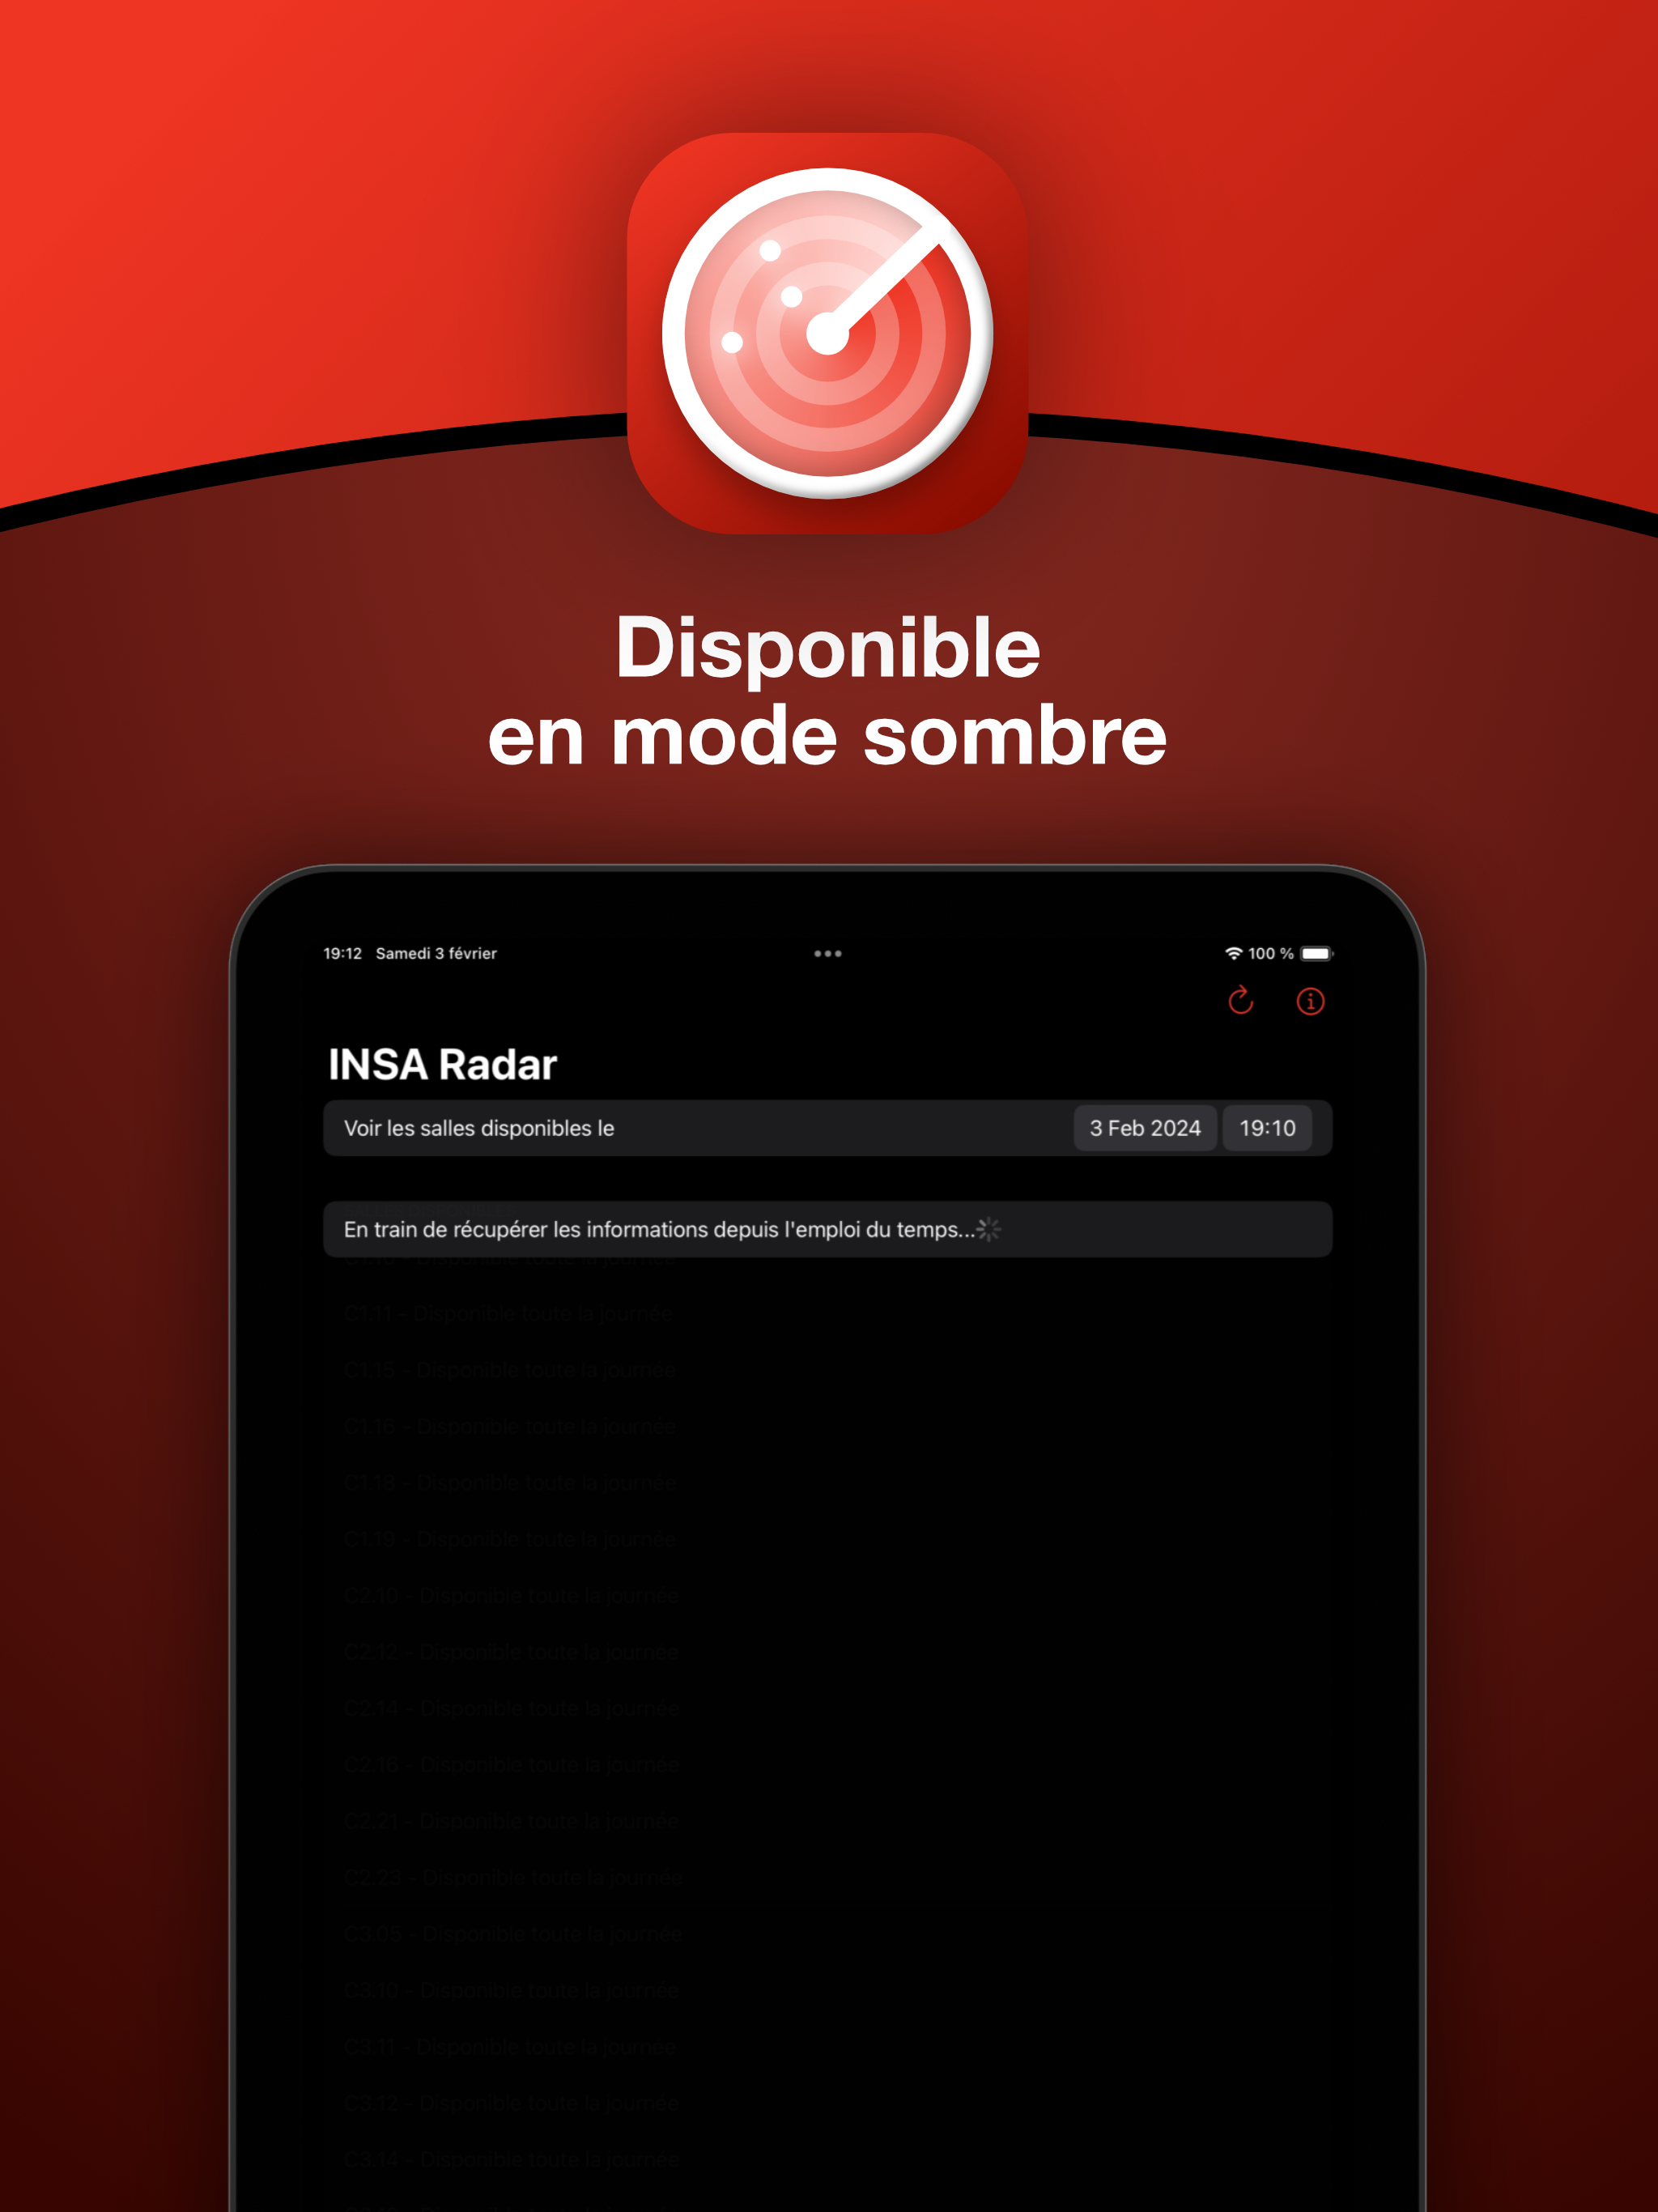 Disponible
en mode sombre
19:12 Samedi 3 février
100 %
INSA Radar
Voir les salles disponibles le 3 Feb 2024 19:10
En train de récupérer les informations depuis l'emploi du temps...
C1.11 - Disponible toute la journée
C1.15 - Disponible toute la journée
C1.16 - Disponible toute la journée
C1.18 - Disponible toute la journée
C1.19 - Disponible toute la journée
C2.10 - Disponible toute la journée
C2.12 - Disponible toute la journée
C2.14 - Disponible toute la journée
C2.16 - Disponible toute la journée
C2.21 - Disponible toute la journée
C2.23 - Disponible toute la journée
C3.05 - Disponible toute la journée
C3.10 - Disponible toute la journée
C3.11 - Disponible toute la journée
C3.12 - Disponible toute la journée
C3.14 - Disponible toute la journée